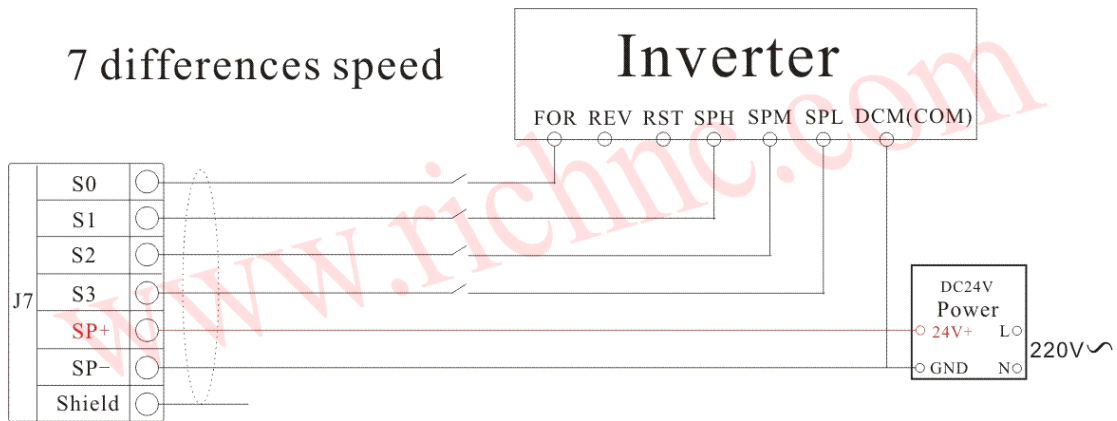 7 differences speed
Inverter
FOR REV RST SPH SPM SPL DCM(COM)
J7
S0
S1
S2
S3
SP+
SP−
Shield
DC24V
Power
24V+ L
GND N
220V∼
www.richnc.com